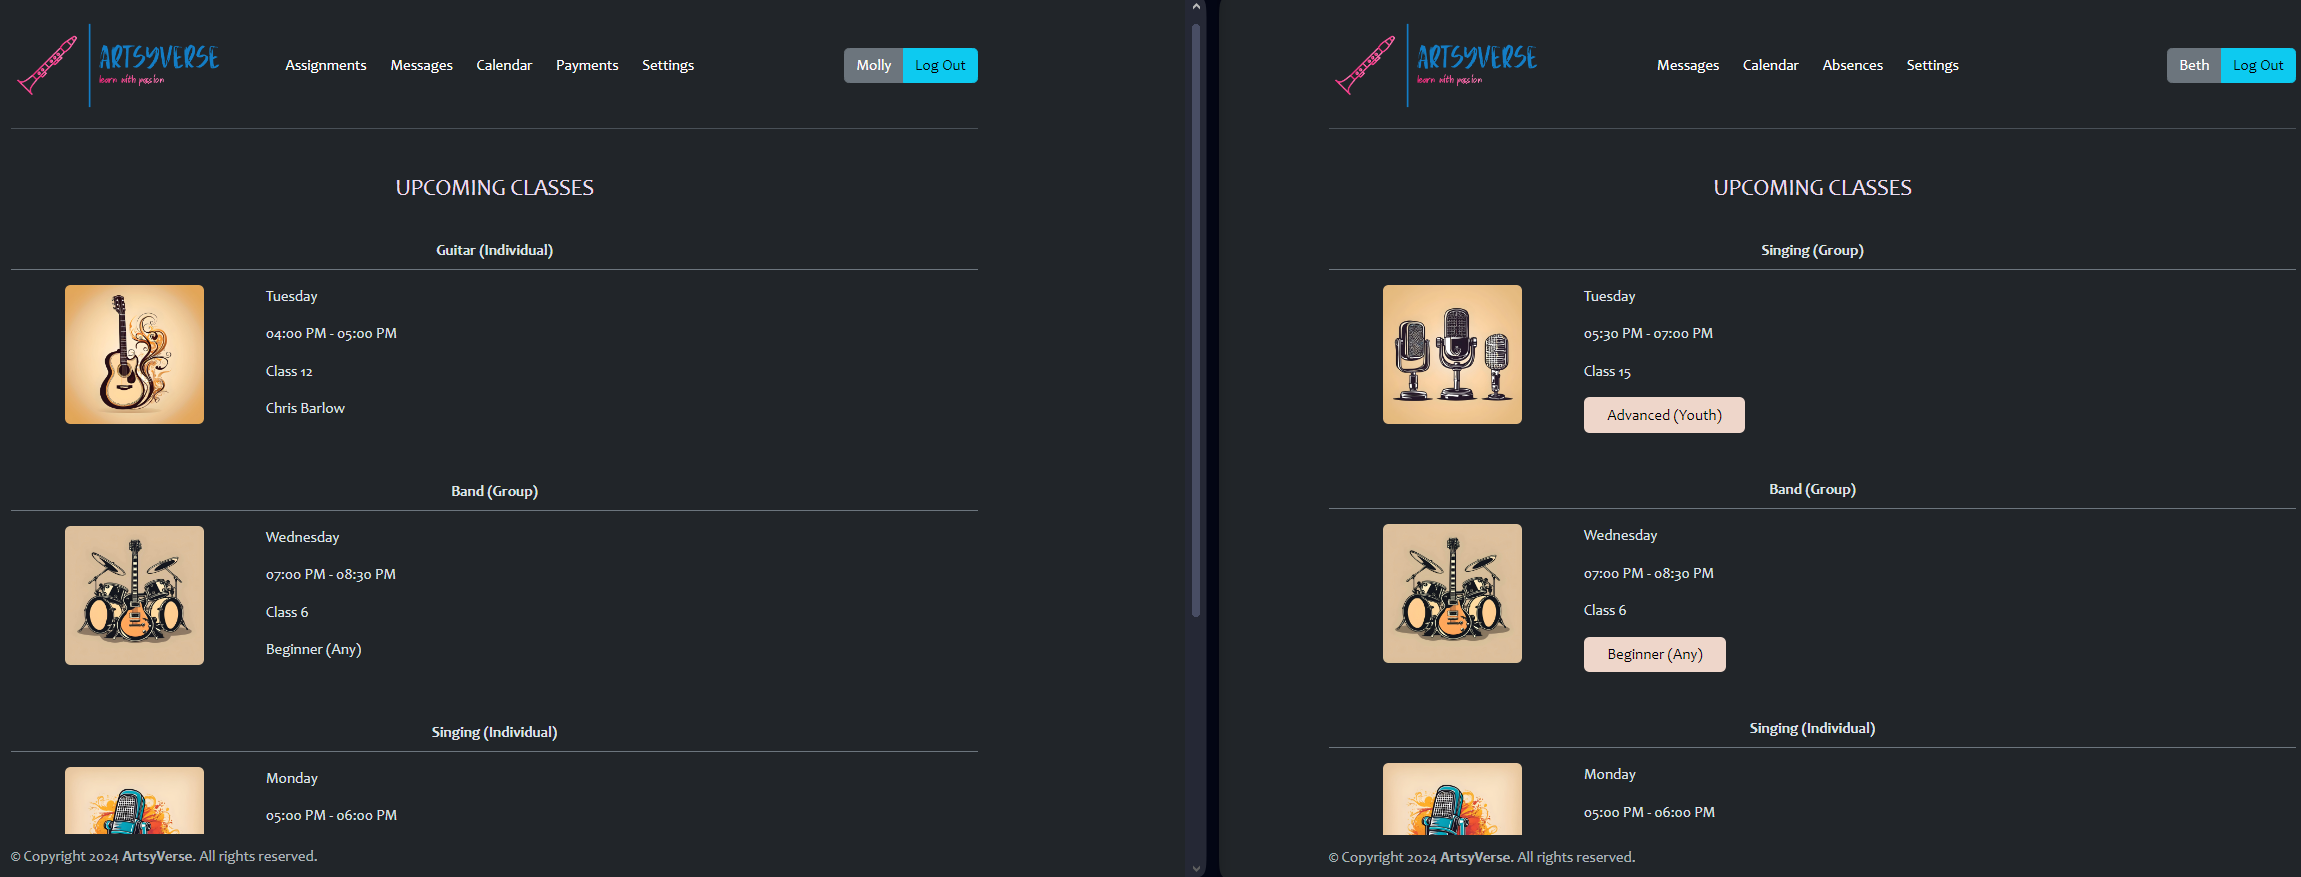 ARTSYVERSE
learn with passion
Assignments Messages Calendar Payments Settings
Molly Log Out
UPCOMING CLASSES
Guitar (Individual)
Tuesday
04:00 PM - 05:00 PM
Class 12
Chris Barlow
Band (Group)
Wednesday
07:00 PM - 08:30 PM
Class 6
Beginner (Any)
Singing (Individual)
Monday
05:00 PM - 06:00 PM
© Copyright 2024 ArtsyVerse. All rights reserved.
ARTSYVERSE
learn with passion
Messages Calendar Absences Settings
Beth Log Out
UPCOMING CLASSES
Singing (Group)
Tuesday
05:30 PM - 07:00 PM
Class 15
Advanced (Youth)
Band (Group)
Wednesday
07:00 PM - 08:30 PM
Class 6
Beginner (Any)
Singing (Individual)
Monday
05:00 PM - 06:00 PM
© Copyright 2024 ArtsyVerse. All rights reserved.